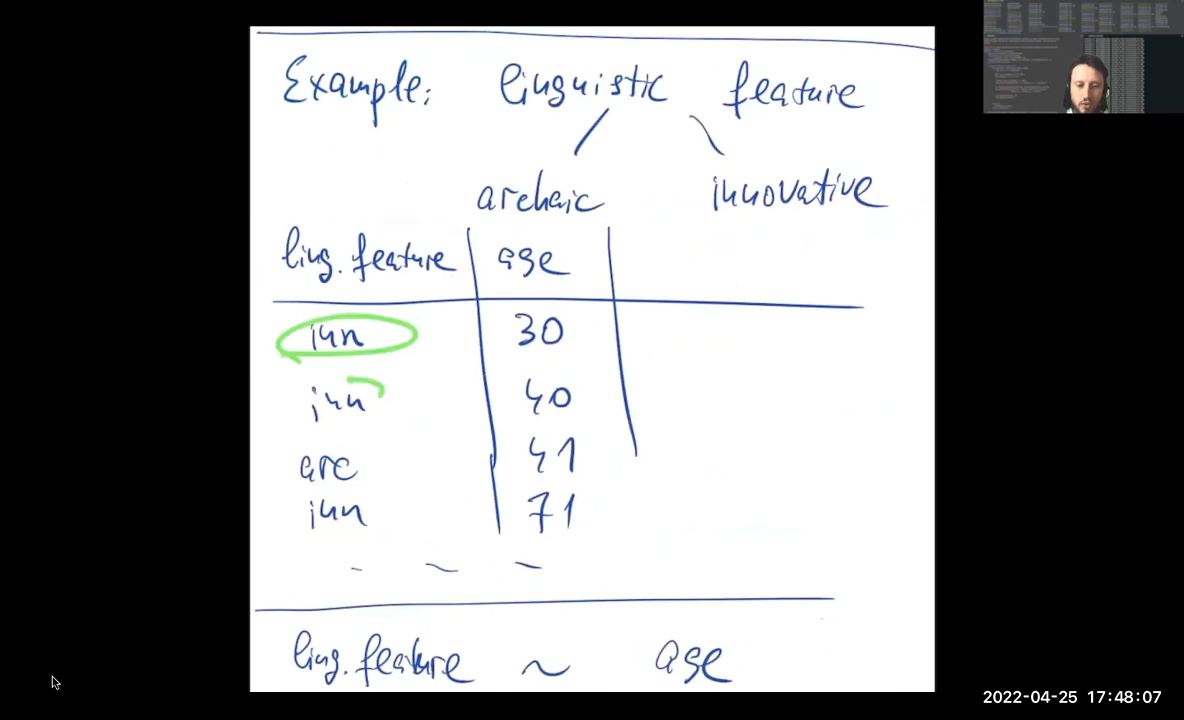 Example: linguistic feature
archaic innovative
ling. feature age
inn 30
inn 40
arc 41
inn 71
- ~ ~
ling. feature ~ age
2022-04-25 17:48:07